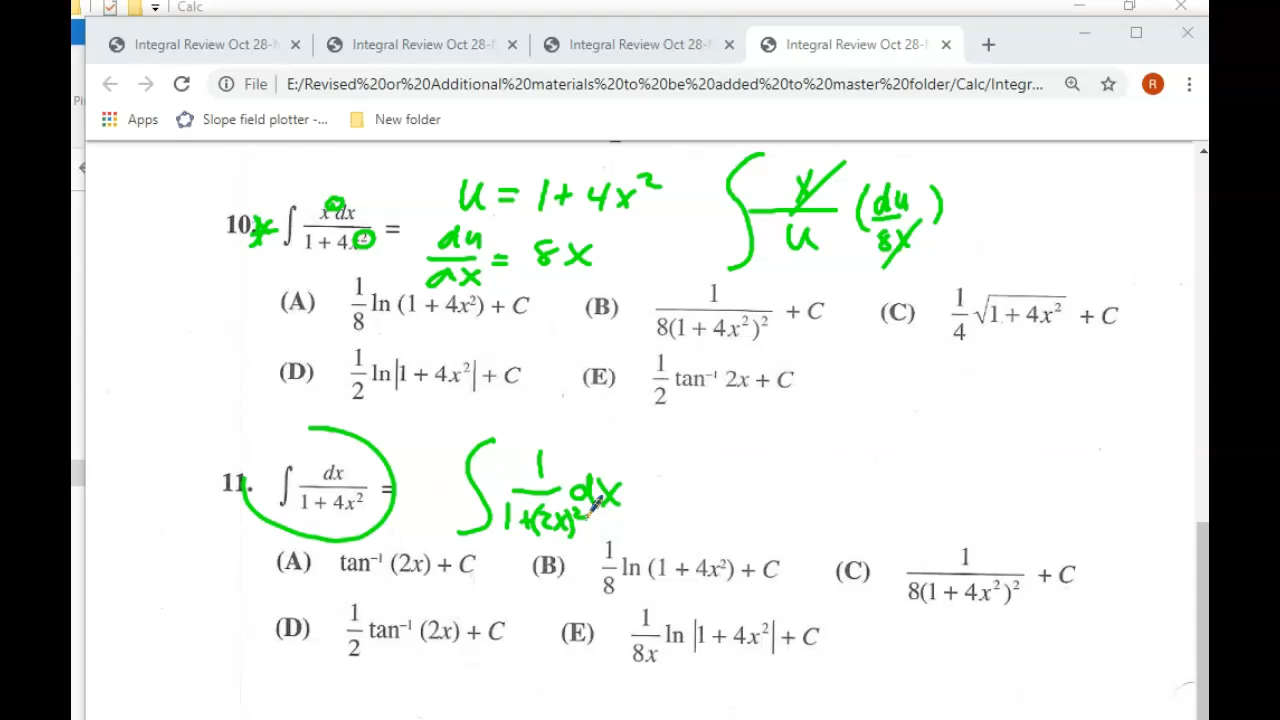 Calc
Integral Review Oct 28-N
Integral Review Oct 28-N
Integral Review Oct 28-N
Integral Review Oct 28-N
File E:/Revised%20or%20Additional%20materials%20to%20be%20added%20to%20master%20folder/Calc/Integr... R
Apps Slope field plotter -... New folder
10. ∫ x dx / (1 + 4x²) =
u = 1 + 4x²
du/dx = 8x
∫ x/u (du/8x)
(A) 1/8 ln (1 + 4x²) + C (B) 1/(8(1 + 4x²)²) + C (C) 1/4 √(1 + 4x²) + C
(D) 1/2 ln|1 + 4x²| + C (E) 1/2 tan⁻¹ 2x + C
11. ∫ dx / (1 + 4x²) =
∫ 1/(1+(2x)²) dx
(A) tan⁻¹ (2x) + C (B) 1/8 ln (1 + 4x²) + C (C) 1/(8(1 + 4x²)²) + C
(D) 1/2 tan⁻¹ (2x) + C (E) 1/8x ln |1 + 4x²| + C